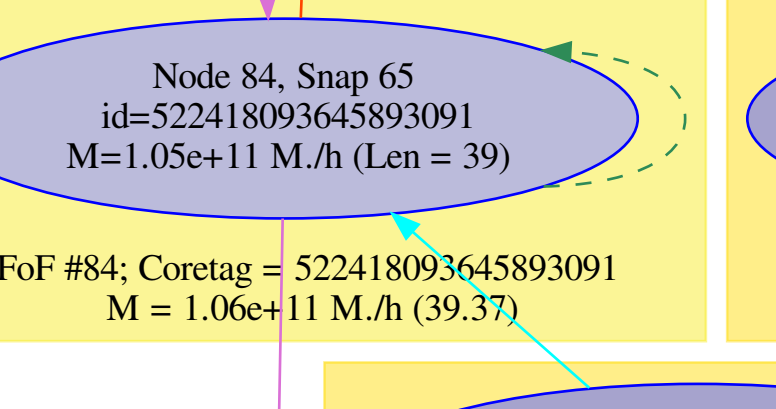 Node 84, Snap 65
id=522418093645893091
M=1.05e+11 M./h (Len = 39)
FoF #84; Coretag = 522418093645893091
M = 1.06e+11 M./h (39.37)